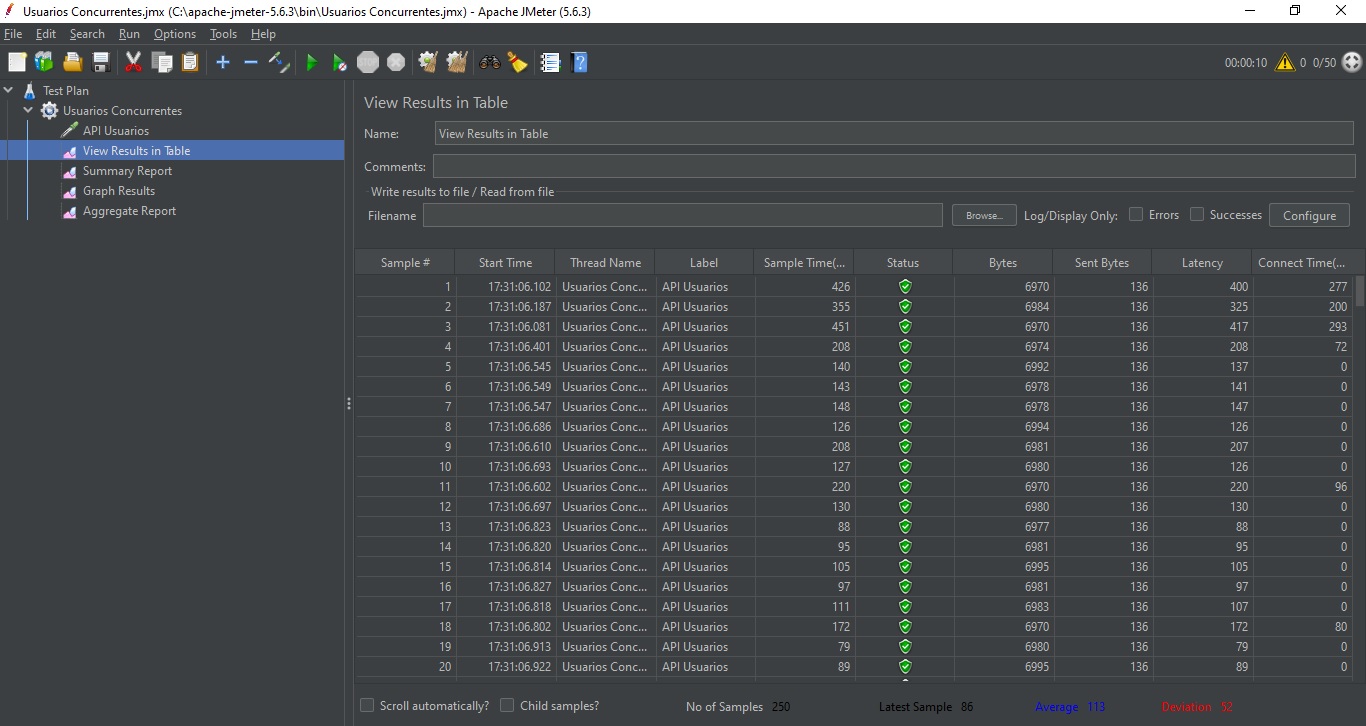 Usuarios Concurrentes.jmx (C:\apache-jmeter-5.6.3\bin\Usuarios Concurrentes.jmx) - Apache JMeter (5.6.3)
File Edit Search Run Options Tools Help
STOP 00:00:10 0 0/50
Test Plan
Usuarios Concurrentes
API Usuarios
View Results in Table
Summary Report
Graph Results
Aggregate Report
View Results in Table
Name: View Results in Table
Comments:
Write results to file / Read from file
Filename Browse... Log/Display Only: Errors Successes Configure
Sample # Start Time Thread Name Label Sample Time(... Status Bytes Sent Bytes Latency Connect Time(...
1 17:31:06.102 Usuarios Conc... API Usuarios 426 6970 136 400 277
2 17:31:06.187 Usuarios Conc... API Usuarios 355 6984 136 325 200
3 17:31:06.081 Usuarios Conc... API Usuarios 451 6970 136 417 293
4 17:31:06.401 Usuarios Conc... API Usuarios 208 6974 136 208 72
5 17:31:06.545 Usuarios Conc... API Usuarios 140 6992 136 137 0
6 17:31:06.549 Usuarios Conc... API Usuarios 143 6978 136 141 0
7 17:31:06.547 Usuarios Conc... API Usuarios 148 6978 136 147 0
8 17:31:06.686 Usuarios Conc... API Usuarios 126 6994 136 126 0
9 17:31:06.610 Usuarios Conc... API Usuarios 208 6981 136 207 0
10 17:31:06.693 Usuarios Conc... API Usuarios 127 6980 136 126 0
11 17:31:06.602 Usuarios Conc... API Usuarios 220 6970 136 220 96
12 17:31:06.697 Usuarios Conc... API Usuarios 130 6980 136 130 0
13 17:31:06.823 Usuarios Conc... API Usuarios 88 6977 136 88 0
14 17:31:06.820 Usuarios Conc... API Usuarios 95 6981 136 95 0
15 17:31:06.814 Usuarios Conc... API Usuarios 105 6995 136 105 0
16 17:31:06.827 Usuarios Conc... API Usuarios 97 6981 136 97 0
17 17:31:06.818 Usuarios Conc... API Usuarios 111 6983 136 107 0
18 17:31:06.802 Usuarios Conc... API Usuarios 172 6970 136 172 80
19 17:31:06.913 Usuarios Conc... API Usuarios 79 6980 136 79 0
20 17:31:06.922 Usuarios Conc... API Usuarios 89 6995 136 89 0
Scroll automatically? Child samples? No of Samples 250 Latest Sample 86 Average 113 Deviation 52